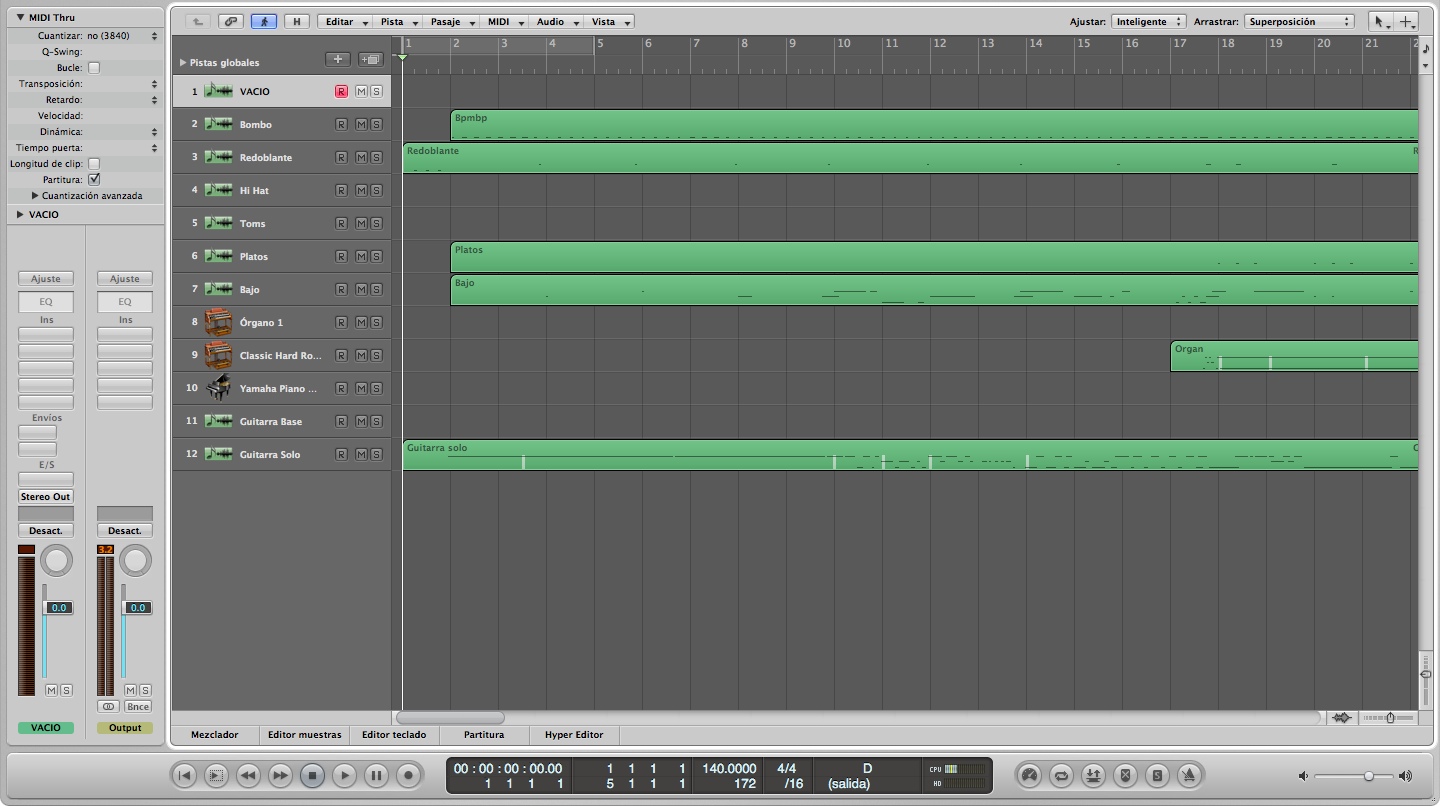 MIDI Thru
Cuantizar: no (3840)
Q-Swing:
Bucle:
Transposición:
Retardo:
Velocidad:
Dinámica:
Tiempo puerta:
Longitud de clip:
Partitura:
Cuantización avanzada
VACIO
Ajuste Ajuste
EQ EQ
Ins Ins
Envíos
E/S
Stereo Out
Desact. Desact.
3.2
0.0 0.0
M S M S
Bnce
VACIO Output
H Editar Pista Pasaje MIDI Audio Vista Ajustar: Inteligente Arrastrar: Superposición
1 2 3 4 5 6 7 8 9 10 11 12 13 14 15 16 17 18 19 20 21
Pistas globales
1 VACIO R M S
2 Bombo R M S Bpmbp
3 Redoblante R M S Redoblante R
4 Hi Hat R M S
5 Toms R M S
6 Platos R M S Platos
7 Bajo R M S Bajo
8 Órgano 1 R M S
9 Classic Hard Ro... R M S Organ
10 Yamaha Piano ... R M S
11 Guitarra Base R M S
12 Guitarra Solo R M S Guitarra solo
Mezclador Editor muestras Editor teclado Partitura Hyper Editor
00 : 00 : 00 : 00.00 1 1 1 1 140.0000 4/4 D CPU
1 1 1 1 5 1 1 1 172 /16 (salida) HD
S